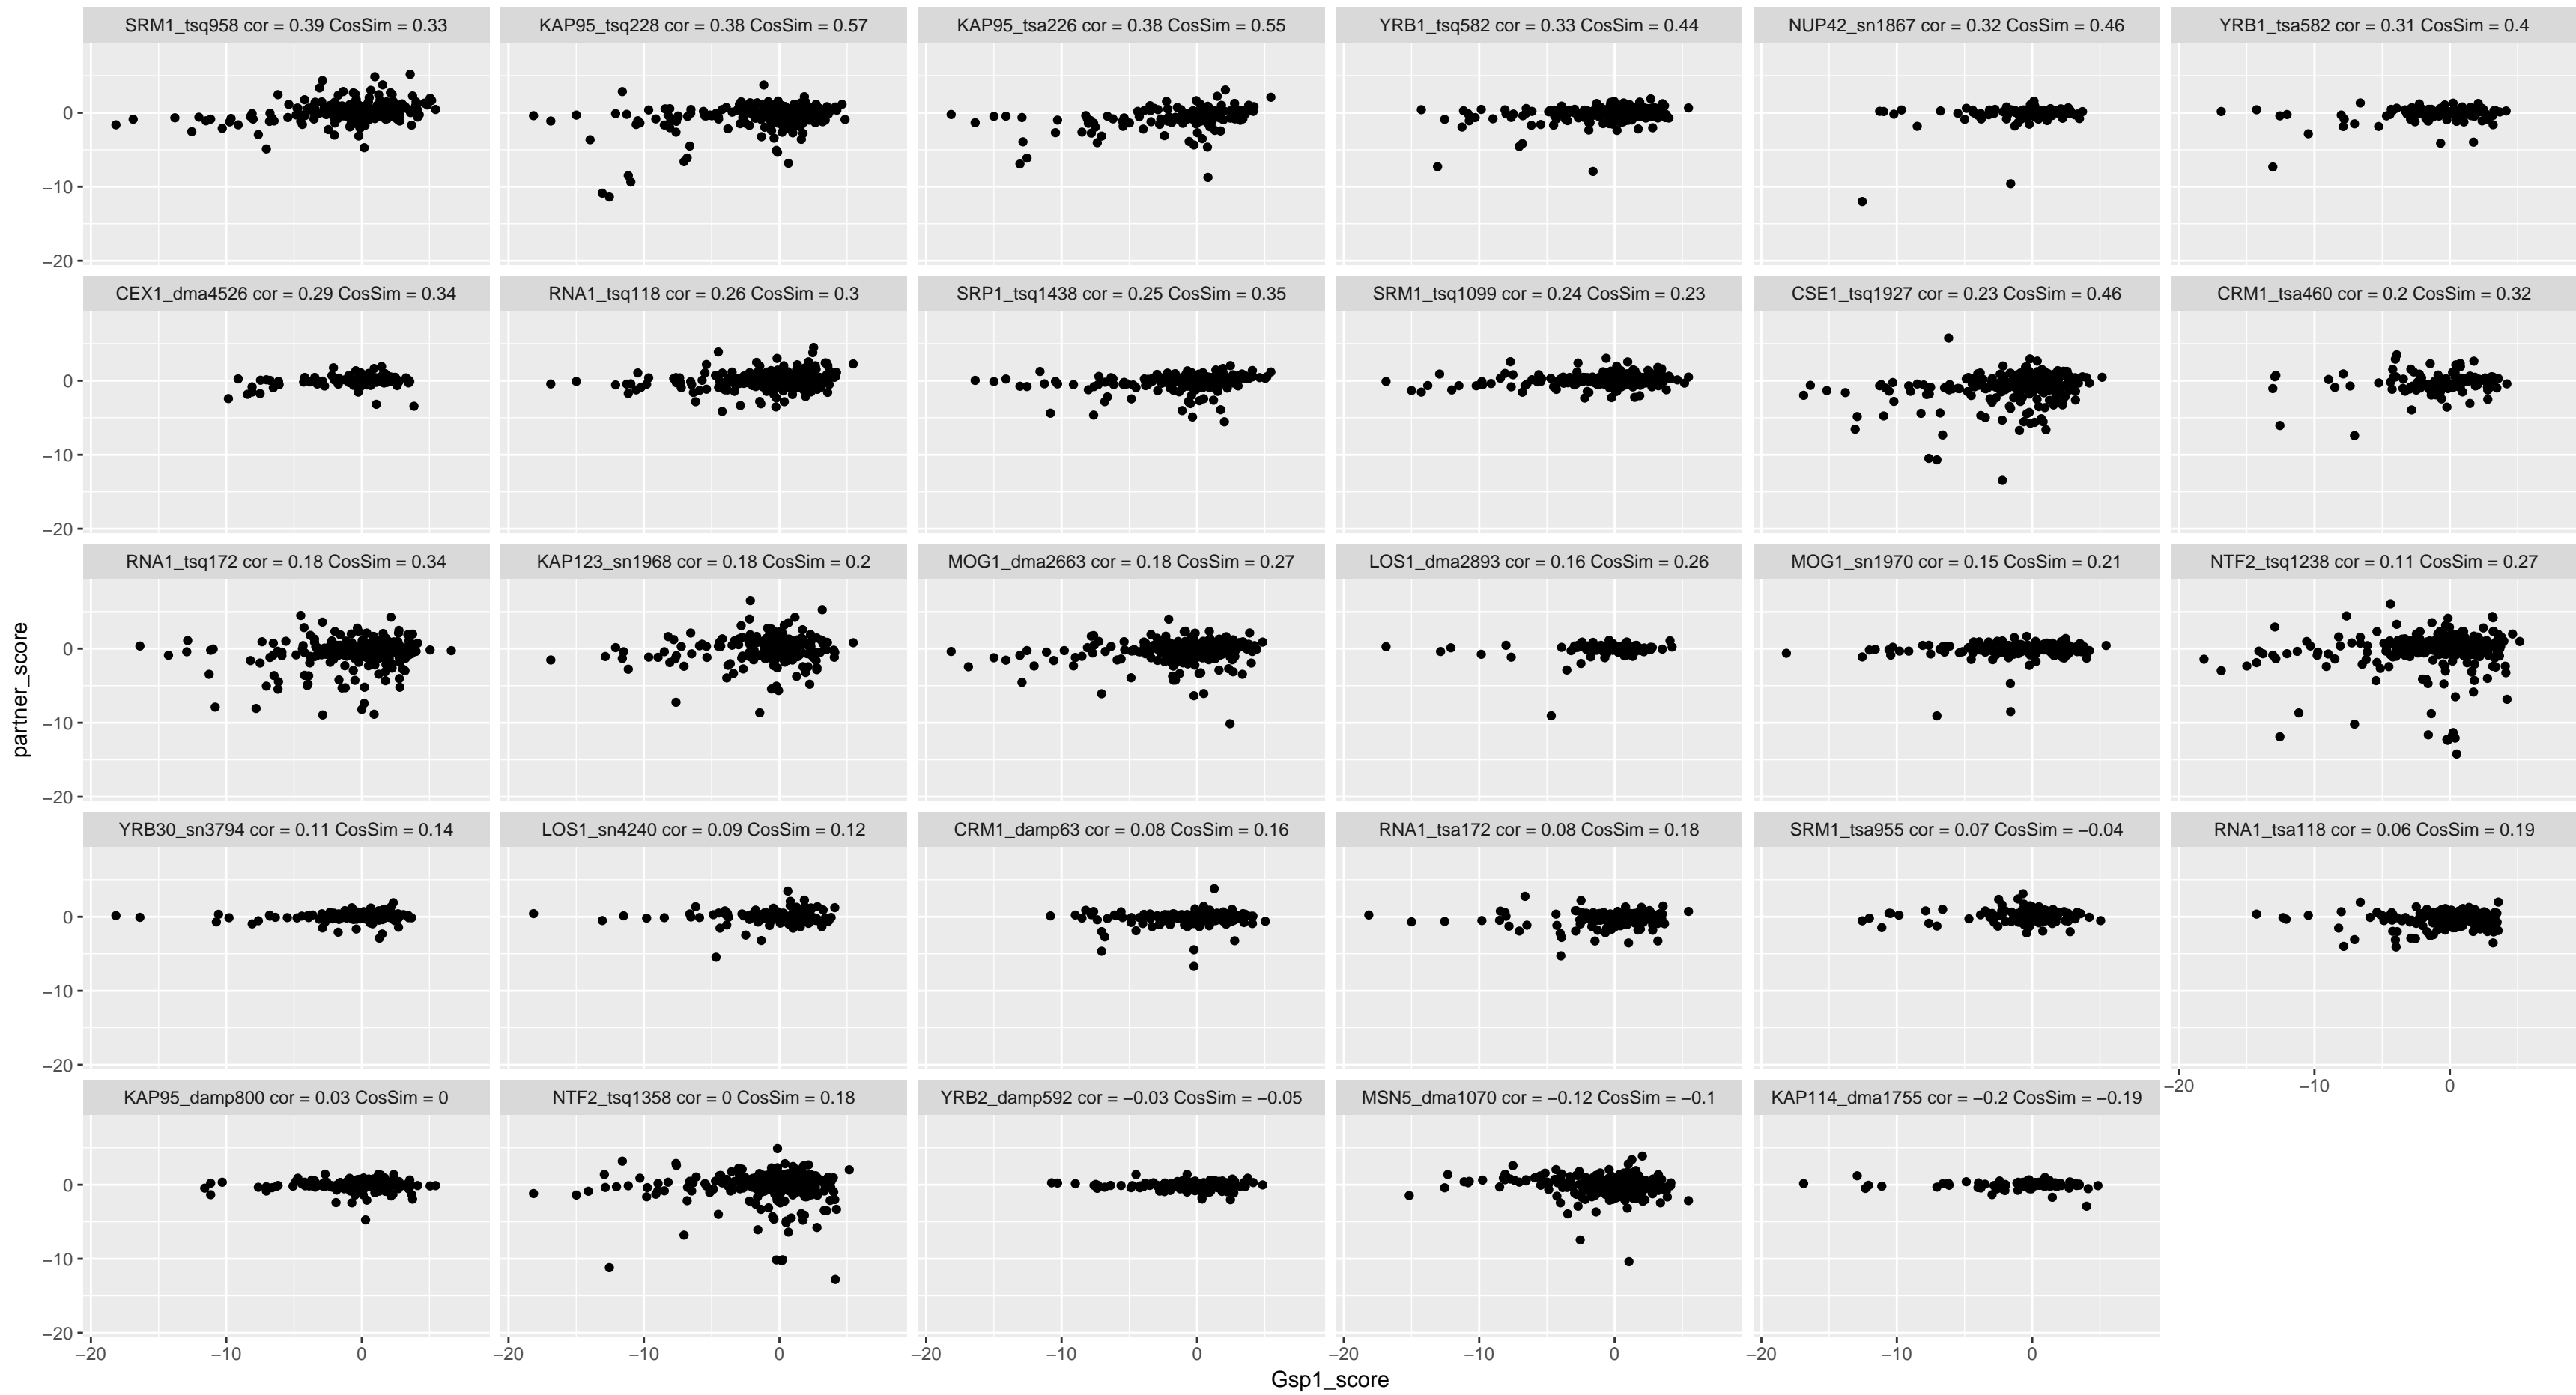 SRM1_tsq958 cor = 0.39 CosSim = 0.33
KAP95_tsq228 cor = 0.38 CosSim = 0.57
KAP95_tsa226 cor = 0.38 CosSim = 0.55
YRB1_tsq582 cor = 0.33 CosSim = 0.44
NUP42_sn1867 cor = 0.32 CosSim = 0.46
YRB1_tsa582 cor = 0.31 CosSim = 0.4
0
−10
−20
CEX1_dma4526 cor = 0.29 CosSim = 0.34
RNA1_tsq118 cor = 0.26 CosSim = 0.3
SRP1_tsq1438 cor = 0.25 CosSim = 0.35
SRM1_tsq1099 cor = 0.24 CosSim = 0.23
CSE1_tsq1927 cor = 0.23 CosSim = 0.46
CRM1_tsa460 cor = 0.2 CosSim = 0.32
0
−10
−20
RNA1_tsq172 cor = 0.18 CosSim = 0.34
KAP123_sn1968 cor = 0.18 CosSim = 0.2
MOG1_dma2663 cor = 0.18 CosSim = 0.27
LOS1_dma2893 cor = 0.16 CosSim = 0.26
MOG1_sn1970 cor = 0.15 CosSim = 0.21
NTF2_tsq1238 cor = 0.11 CosSim = 0.27
0
−10
−20
partner_score
YRB30_sn3794 cor = 0.11 CosSim = 0.14
LOS1_sn4240 cor = 0.09 CosSim = 0.12
CRM1_damp63 cor = 0.08 CosSim = 0.16
RNA1_tsa172 cor = 0.08 CosSim = 0.18
SRM1_tsa955 cor = 0.07 CosSim = −0.04
RNA1_tsa118 cor = 0.06 CosSim = 0.19
0
−10
−20
−20 −10 0
KAP95_damp800 cor = 0.03 CosSim = 0
NTF2_tsq1358 cor = 0 CosSim = 0.18
YRB2_damp592 cor = −0.03 CosSim = −0.05
MSN5_dma1070 cor = −0.12 CosSim = −0.1
KAP114_dma1755 cor = −0.2 CosSim = −0.19
0
−10
−20
−20 −10 0 −20 −10 0 −20 −10 0 −20 −10 0 −20 −10 0
Gsp1_score